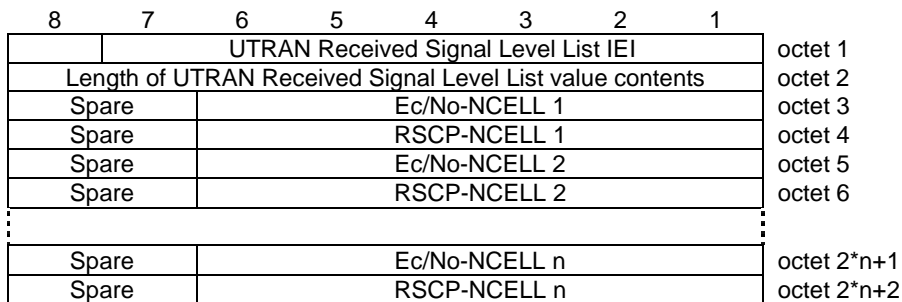 8 7 6 5 4 3 2 1
UTRAN Received Signal Level List IEI octet 1
Length of UTRAN Received Signal Level List value contents octet 2
Spare Ec/No-NCELL 1 octet 3
Spare RSCP-NCELL 1 octet 4
Spare Ec/No-NCELL 2 octet 5
Spare RSCP-NCELL 2 octet 6
Spare Ec/No-NCELL n octet 2*n+1
Spare RSCP-NCELL n octet 2*n+2